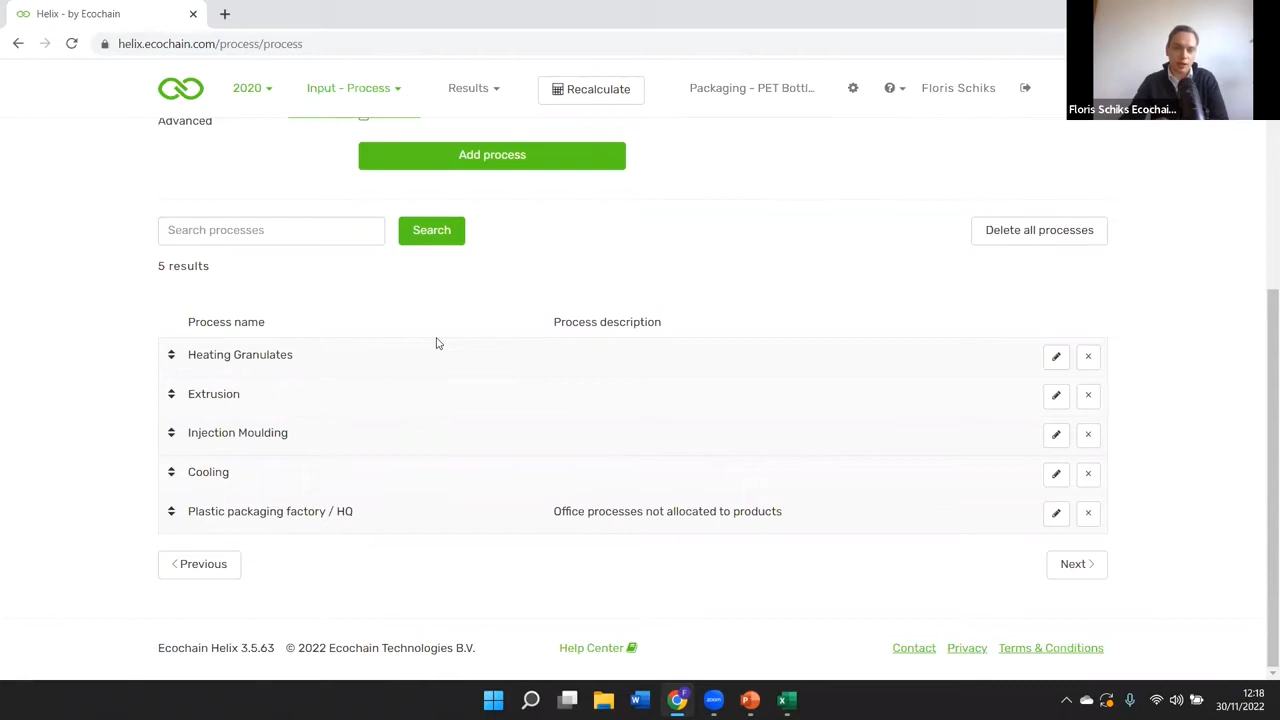 Helix - by Ecochain
helix.ecochain.com/process/process
2020
Input - Process
Results
Recalculate
Packaging - PET Bottl...
Floris Schiks
Floris Schiks Ecochai...
Advanced
Add process
Search processes
Search
Delete all processes
5 results
Process name
Process description
Heating Granulates
Extrusion
Injection Moulding
Cooling
Plastic packaging factory / HQ
Office processes not allocated to products
Previous
Next
Ecochain Helix 3.5.63 © 2022 Ecochain Technologies B.V.
Help Center
Contact
Privacy
Terms & Conditions
12:18
30/11/2022